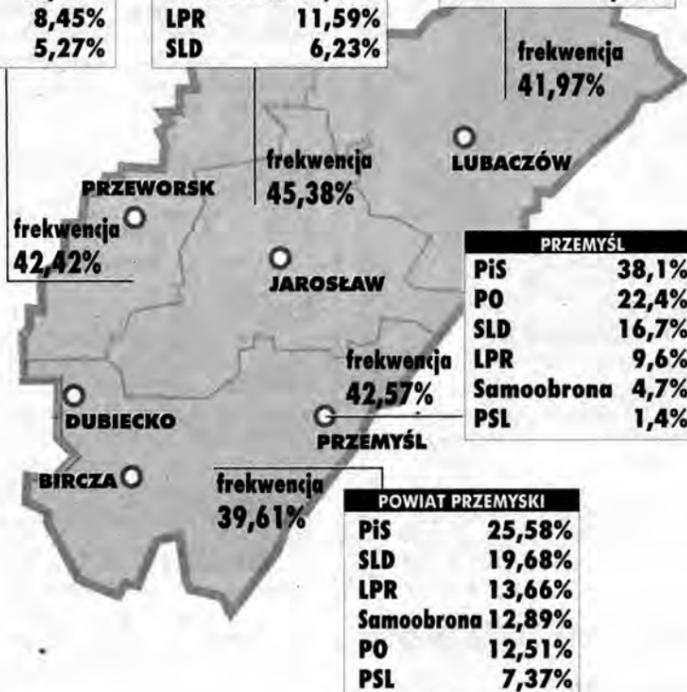 8,45%
5,27%
LPR 11,59%
SLD 6,23%
frekwencja
41,97%
LUBACZÓW
frekwencja
45,38%
PRZEWORSK
frekwencja
42,42%
JAROSŁAW
PRZEMYŚL
PiS 38,1%
PO 22,4%
SLD 16,7%
LPR 9,6%
Samoobrona 4,7%
PSL 1,4%
frekwencja
42,57%
DUBIECKO
PRZEMYŚL
BIRCZA
frekwencja
39,61%
POWIAT PRZEMYSKI
PiS 25,58%
SLD 19,68%
LPR 13,66%
Samoobrona 12,89%
PO 12,51%
PSL 7,37%